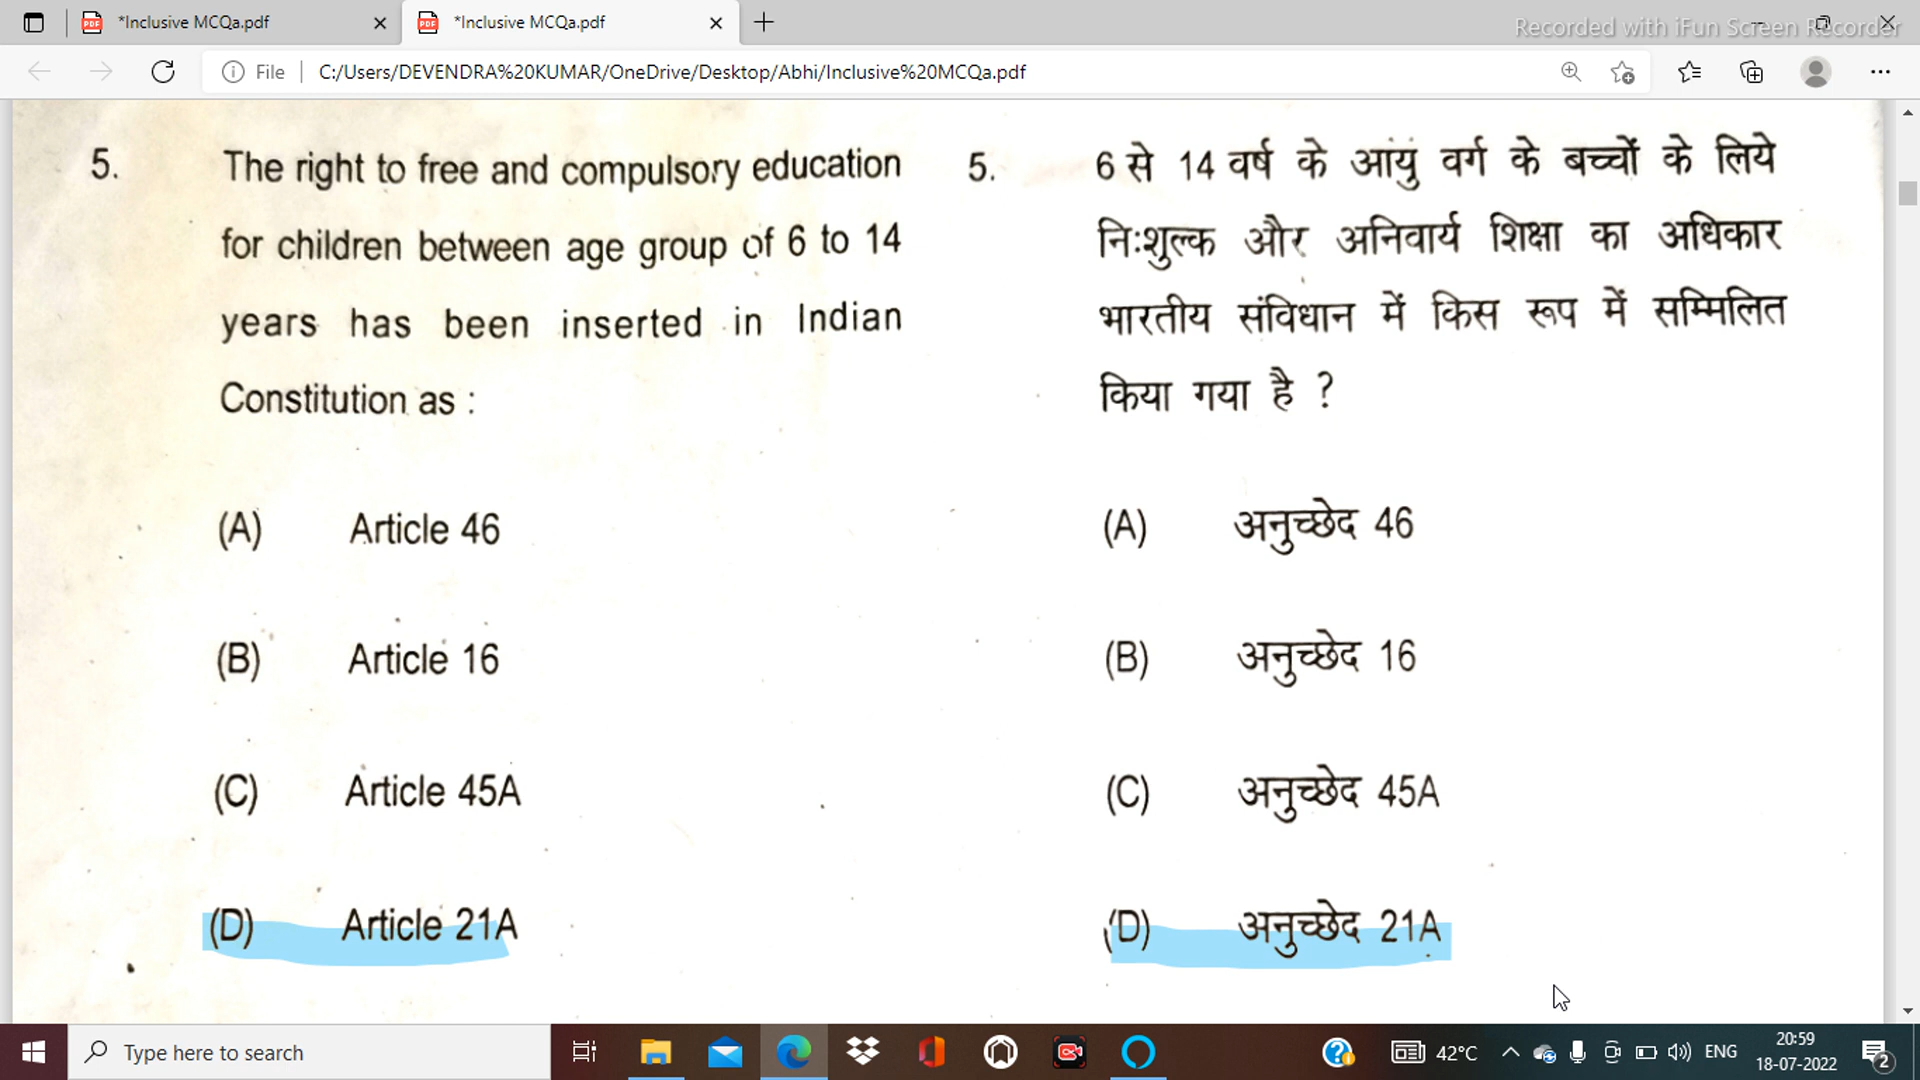 *Inclusive MCQa.pdf
*Inclusive MCQa.pdf
Recorded with iFun Screen Recorder
File
C:/Users/DEVENDRA%20KUMAR/OneDrive/Desktop/Abhi/Inclusive%20MCQa.pdf
5.
The right to free and compulsory education
for children between age group of 6 to 14
years has been inserted in Indian
Constitution as :
(A) Article 46
(B) Article 16
(C) Article 45A
(D) Article 21A
5.
6 से 14 वर्ष के आयु वर्ग के बच्चों के लिये
निःशुल्क और अनिवार्य शिक्षा का अधिकार
भारतीय संविधान में किस रूप में सम्मिलित
किया गया है ?
(A) अनुच्छेद 46
(B) अनुच्छेद 16
(C) अनुच्छेद 45A
(D) अनुच्छेद 21A
Type here to search
42°C
ENG
20:59
18-07-2022
2